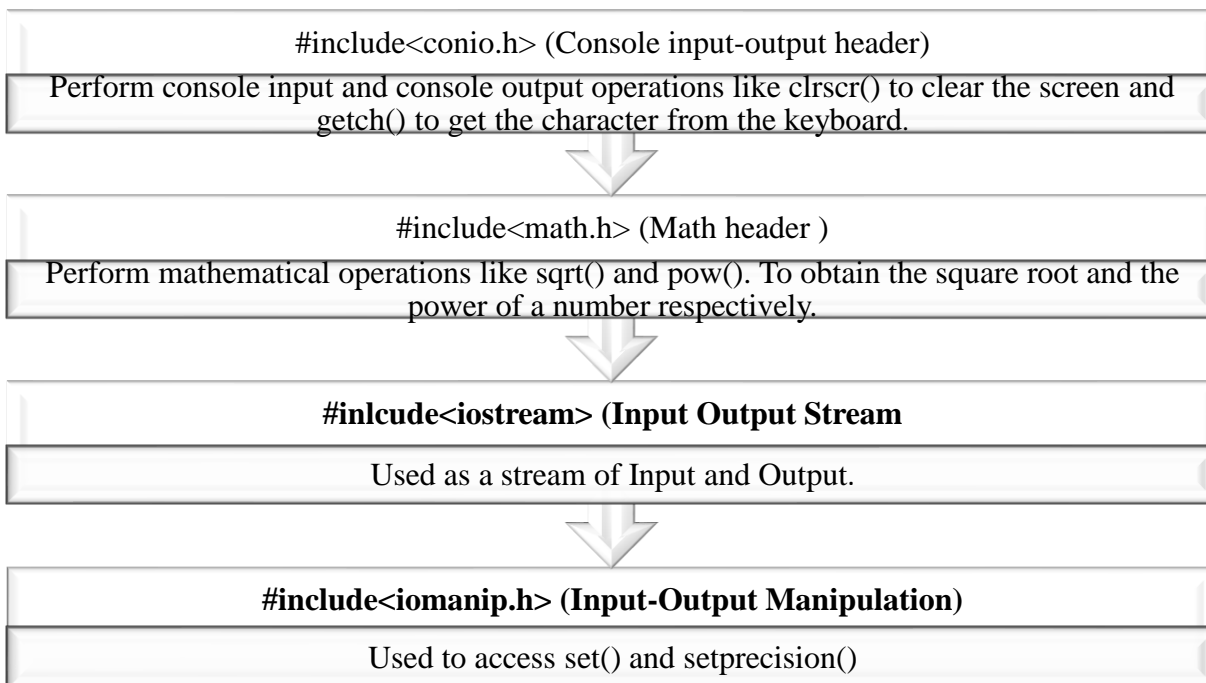 #include<conio.h> (Console input-output header)
Perform console input and console output operations like clrscr() to clear the screen and
getch() to get the character from the keyboard.
#include<math.h> (Math header )
Perform mathematical operations like sqrt() and pow(). To obtain the square root and the
power of a number respectively.
#inlcude<iostream> (Input Output Stream
Used as a stream of Input and Output.
#include<iomanip.h> (Input-Output Manipulation)
Used to access set() and setprecision()